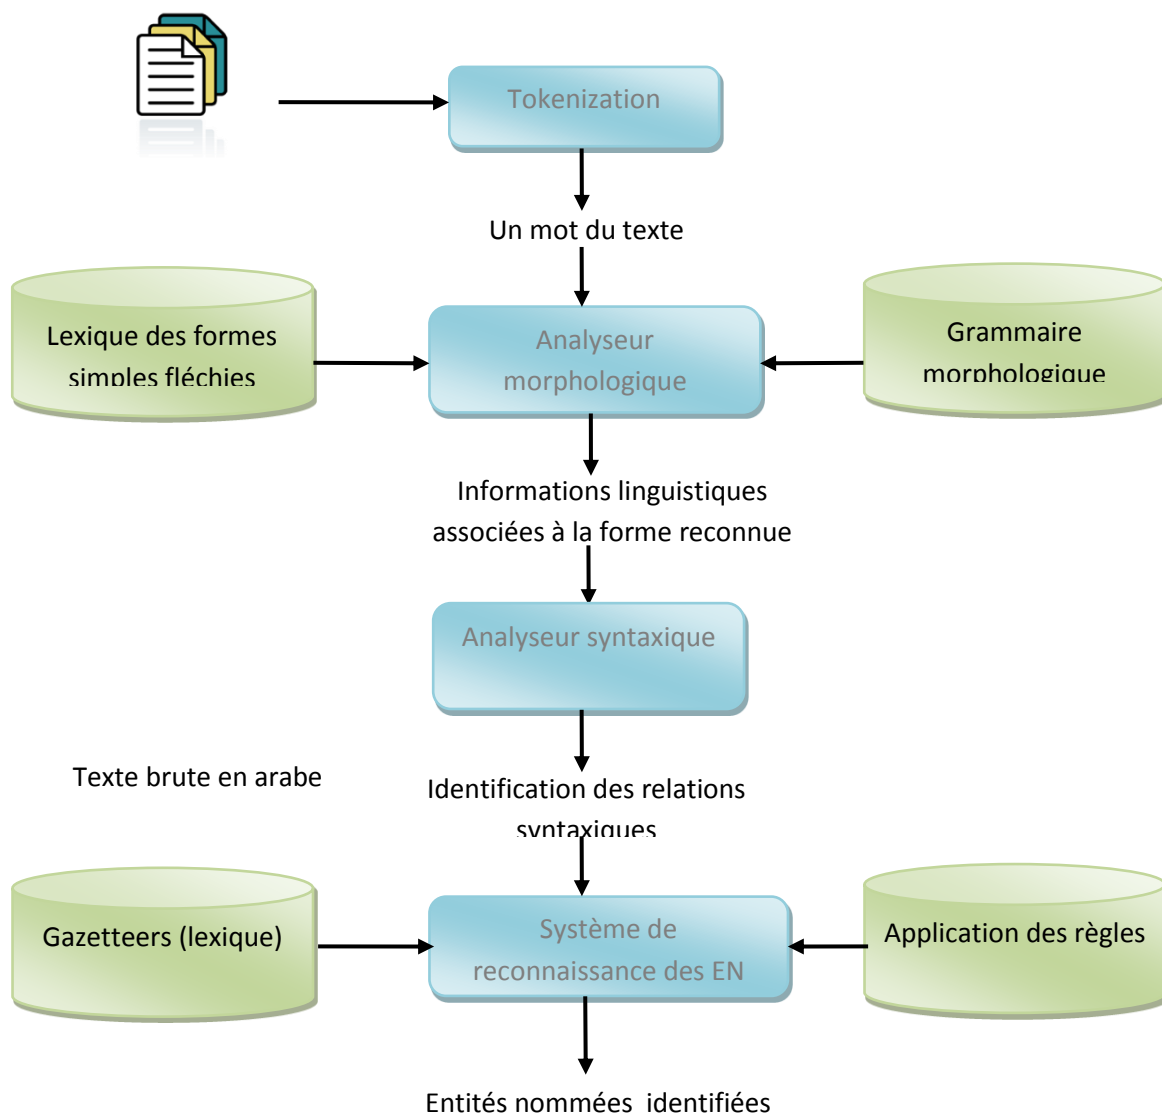 Tokenization
Un mot du texte
Lexique des formes
simples fléchies
Analyseur
morphologique
Grammaire
morphologique
Informations linguistiques
associées à la forme reconnue
Analyseur syntaxique
Texte brute en arabe
Identification des relations
syntaxiques
Gazetteers (lexique)
Système de
reconnaissance des EN
Application des règles
Entités nommées identifiées